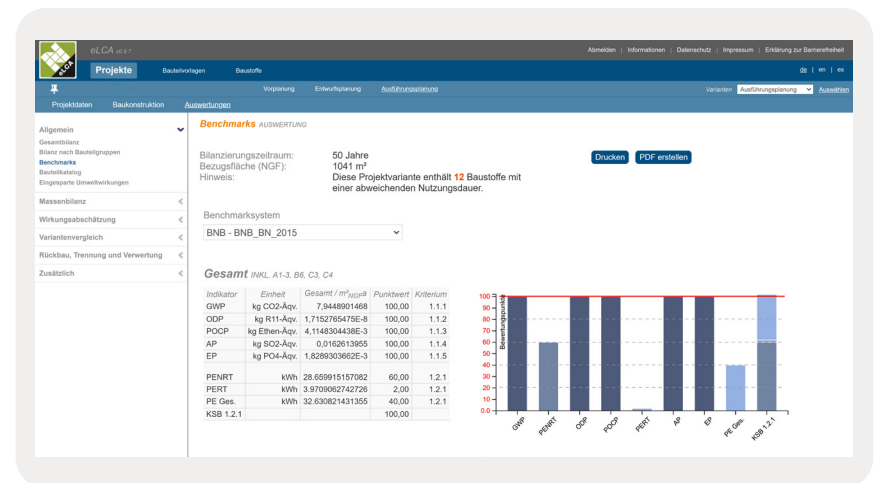 eLCA v0.9.7
Abmelden | Informationen | Datenschutz | Impressum | Erklärung zur Barrierefreiheit
eLCA
Projekte Bauteilvorlagen Baustoffe
de | en | es
Vorplanung Entwurfsplanung Ausführungsplanung
Varianten Ausführungsplanung Auswählen
Projektdaten Baukonstruktion Auswertungen
Allgemein
Gesamtbilanz
Bilanz nach Bauteilgruppen
Benchmarks
Bauteilkatalog
Eingesparte Umweltwirkungen
Massenbilanz
Wirkungsabschätzung
Variantenvergleich
Rückbau, Trennung und Verwertung
Zusätzlich
Benchmarks AUSWERTUNG
Bilanzierungszeitraum: 50 Jahre
Bezugsfläche (NGF): 1041 m²
Hinweis: Diese Projektvariante enthält 12 Baustoffe mit
einer abweichenden Nutzungsdauer.
Drucken PDF erstellen
Benchmarksystem
BNB - BNB_BN_2015
Gesamt INKL. A1-3, B6, C3, C4
Indikator Einheit Gesamt / m²NGFa Punktwert Kriterium
GWP kg CO2-Äqv. 7,9448901468 100,00 1.1.1
ODP kg R11-Äqv. 1,7152765475E-8 100,00 1.1.2
POCP kg Ethen-Äqv. 4,1148304438E-3 100,00 1.1.3
AP kg SO2-Äqv. 0,0162613955 100,00 1.1.4
EP kg PO4-Äqv. 1,8289303662E-3 100,00 1.1.5
PENRT kWh 28.659915157082 60,00 1.2.1
PERT kWh 3.9709062742726 2,00 1.2.1
PE Ges. kWh 32.630821431355 40,00 1.2.1
KSB 1.2.1 100,00
Bewertungspunkte
100
90
70
60
50
40
30
20
10
0.0
GWP PENRT ODP POCP PERT AP EP PE Ges. KSB 1.2.1